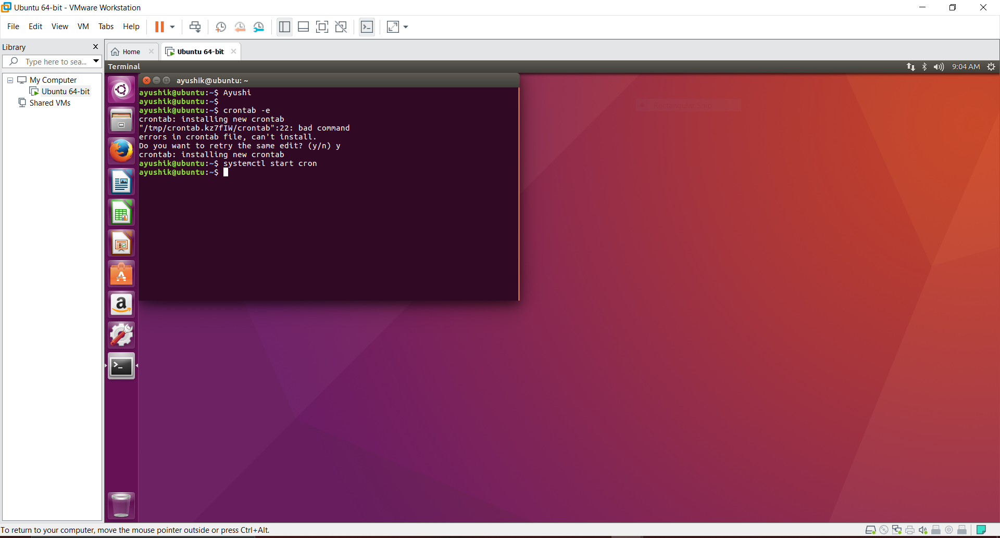 Ubuntu 64-bit - VMware Workstation
File Edit View VM Tabs Help
Library
Type here to sea...
My Computer
Ubuntu 64-bit
Shared VMs
Home
Ubuntu 64-bit
Terminal
9:04 AM
ayushik@ubuntu: ~
ayushik@ubuntu:~$ Ayushi
ayushik@ubuntu:~$
ayushik@ubuntu:~$ crontab -e
crontab: installing new crontab
"/tmp/crontab.kz7fIW/crontab":22: bad command
errors in crontab file, can't install.
Do you want to retry the same edit? (y/n) y
crontab: installing new crontab
ayushik@ubuntu:~$ systemctl start cron
ayushik@ubuntu:~$
Rectangular Snip
To return to your computer, move the mouse pointer outside or press Ctrl+Alt.